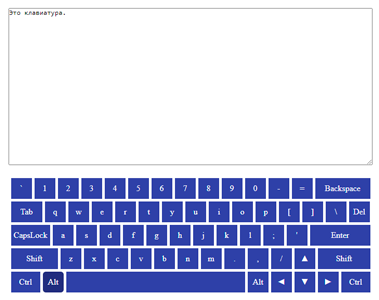 Это клавиатура.
` 1 2 3 4 5 6 7 8 9 0 - = Backspace
Tab q w e r t y u i o p [ ] \ Del
CapsLock a s d f g h j k l ; ' Enter
Shift z x c v b n m . , / ▲ Shift
Ctrl Alt Alt ◄ ▼ ► Ctrl